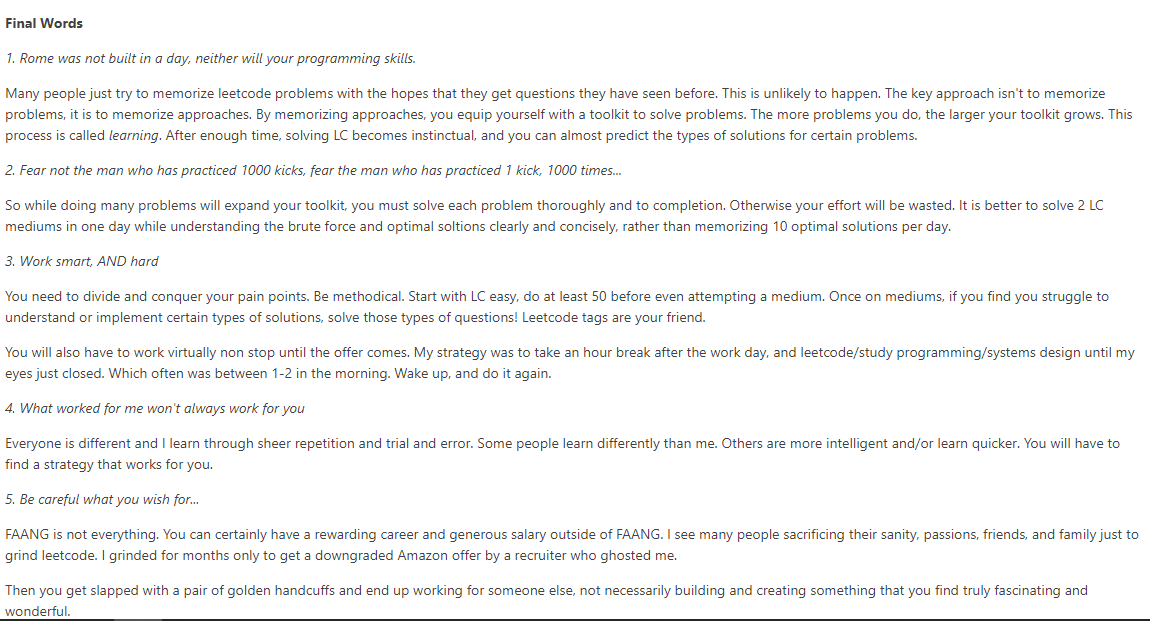 Final Words
1. Rome was not built in a day, neither will your programming skills.
Many people just try to memorize leetcode problems with the hopes that they get questions they have seen before. This is unlikely to happen. The key approach isn't to memorize
problems, it is to memorize approaches. By memorizing approaches, you equip yourself with a toolkit to solve problems. The more problems you do, the larger your toolkit grows. This
process is called learning. After enough time, solving LC becomes instinctual, and you can almost predict the types of solutions for certain problems.
2. Fear not the man who has practiced 1000 kicks, fear the man who has practiced 1 kick, 1000 times...
So while doing many problems will expand your toolkit, you must solve each problem thoroughly and to completion. Otherwise your effort will be wasted. It is better to solve 2 LC
mediums in one day while understanding the brute force and optimal soltions clearly and concisely, rather than memorizing 10 optimal solutions per day.
3. Work smart, AND hard
You need to divide and conquer your pain points. Be methodical. Start with LC easy, do at least 50 before even attempting a medium. Once on mediums, if you find you struggle to
understand or implement certain types of solutions, solve those types of questions! Leetcode tags are your friend.
You will also have to work virtually non stop until the offer comes. My strategy was to take an hour break after the work day, and leetcode/study programming/systems design until my
eyes just closed. Which often was between 1-2 in the morning. Wake up, and do it again.
4. What worked for me won't always work for you
Everyone is different and I learn through sheer repetition and trial and error. Some people learn differently than me. Others are more intelligent and/or learn quicker. You will have to
find a strategy that works for you.
5. Be careful what you wish for...
FAANG is not everything. You can certainly have a rewarding career and generous salary outside of FAANG. I see many people sacrificing their sanity, passions, friends, and family just to
grind leetcode. I grinded for months only to get a downgraded Amazon offer by a recruiter who ghosted me.
Then you get slapped with a pair of golden handcuffs and end up working for someone else, not necessarily building and creating something that you find truly fascinating and
wonderful.